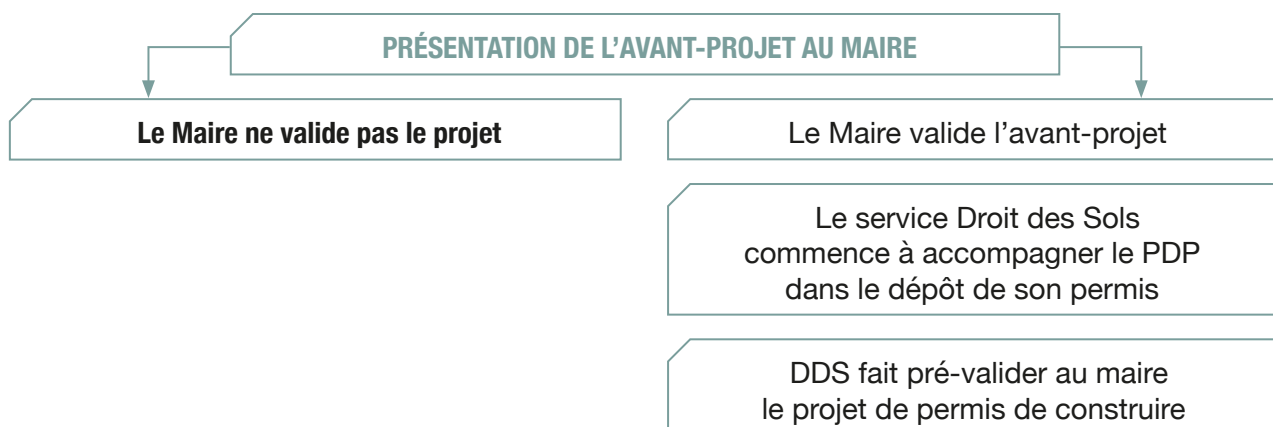 PRÉSENTATION DE L’AVANT-PROJET AU MAIRE
Le Maire ne valide pas le projet
Le Maire valide l’avant-projet
Le service Droit des Sols
commence à accompagner le PDP
dans le dépôt de son permis
DDS fait pré-valider au maire
le projet de permis de construire